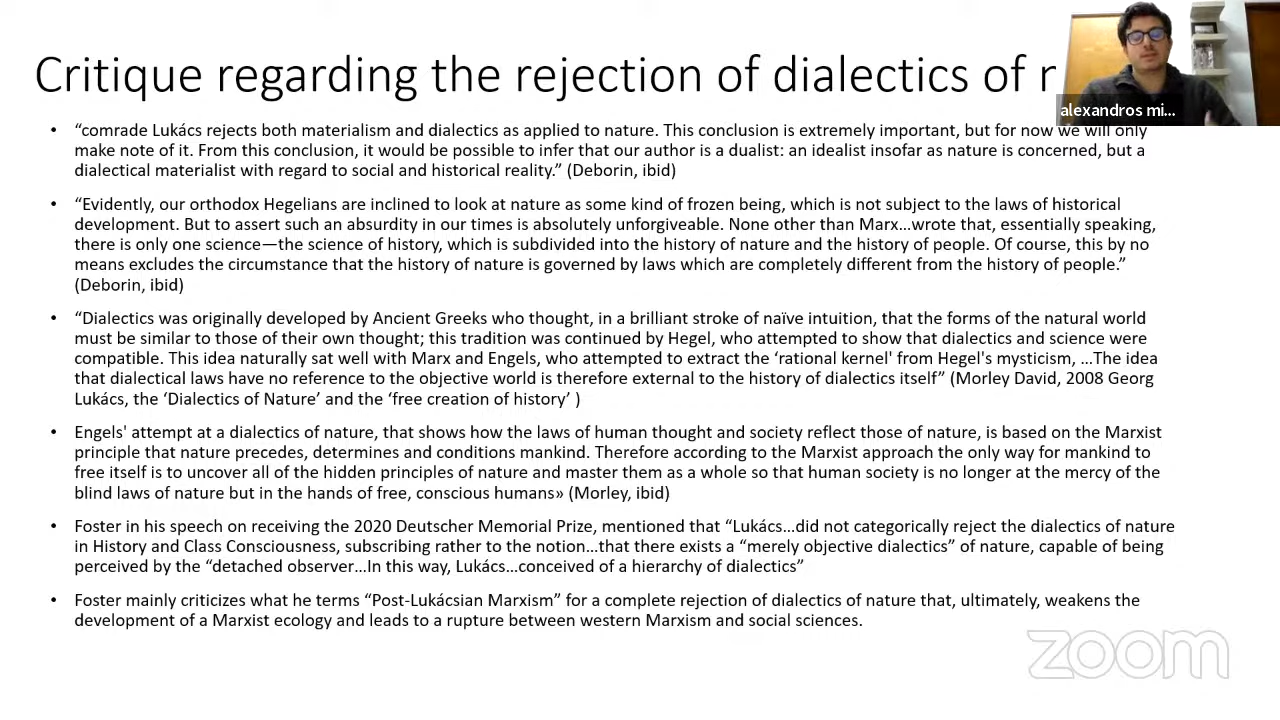 Critique regarding the rejection of dialectics of
alexandros mi...
• “comrade Lukács rejects both materialism and dialectics as applied to nature. This conclusion is extremely important, but for now we will only
make note of it. From this conclusion, it would be possible to infer that our author is a dualist: an idealist insofar as nature is concerned, but a
dialectical materialist with regard to social and historical reality.” (Deborin, ibid)
• “Evidently, our orthodox Hegelians are inclined to look at nature as some kind of frozen being, which is not subject to the laws of historical
development. But to assert such an absurdity in our times is absolutely unforgiveable. None other than Marx…wrote that, essentially speaking,
there is only one science—the science of history, which is subdivided into the history of nature and the history of people. Of course, this by no
means excludes the circumstance that the history of nature is governed by laws which are completely different from the history of people.”
(Deborin, ibid)
• “Dialectics was originally developed by Ancient Greeks who thought, in a brilliant stroke of naïve intuition, that the forms of the natural world
must be similar to those of their own thought; this tradition was continued by Hegel, who attempted to show that dialectics and science were
compatible. This idea naturally sat well with Marx and Engels, who attempted to extract the ‘rational kernel' from Hegel's mysticism, …The idea
that dialectical laws have no reference to the objective world is therefore external to the history of dialectics itself” (Morley David, 2008 Georg
Lukács, the ‘Dialectics of Nature’ and the ‘free creation of history’ )
• Engels' attempt at a dialectics of nature, that shows how the laws of human thought and society reflect those of nature, is based on the Marxist
principle that nature precedes, determines and conditions mankind. Therefore according to the Marxist approach the only way for mankind to
free itself is to uncover all of the hidden principles of nature and master them as a whole so that human society is no longer at the mercy of the
blind laws of nature but in the hands of free, conscious humans» (Morley, ibid)
• Foster in his speech on receiving the 2020 Deutscher Memorial Prize, mentioned that “Lukács…did not categorically reject the dialectics of nature
in History and Class Consciousness, subscribing rather to the notion…that there exists a “merely objective dialectics” of nature, capable of being
perceived by the “detached observer…In this way, Lukács…conceived of a hierarchy of dialectics”
• Foster mainly criticizes what he terms “Post-Lukácsian Marxism” for a complete rejection of dialectics of nature that, ultimately, weakens the
development of a Marxist ecology and leads to a rupture between western Marxism and social sciences.
zoom